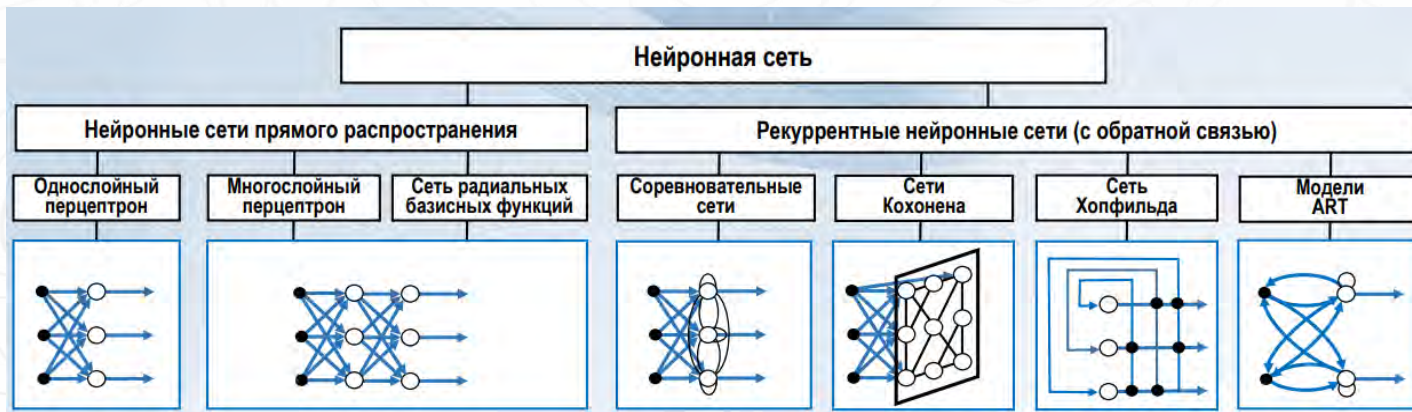 Нейронная сеть
Нейронные сети прямого распространения
Рекуррентные нейронные сети (с обратной связью)
Однослойный
перцептрон
Многослойный
перцептрон
Сеть радиальных
базисных функций
Соревновательные
сети
Сети
Кохонена
Сеть
Хопфильда
Модели
ART